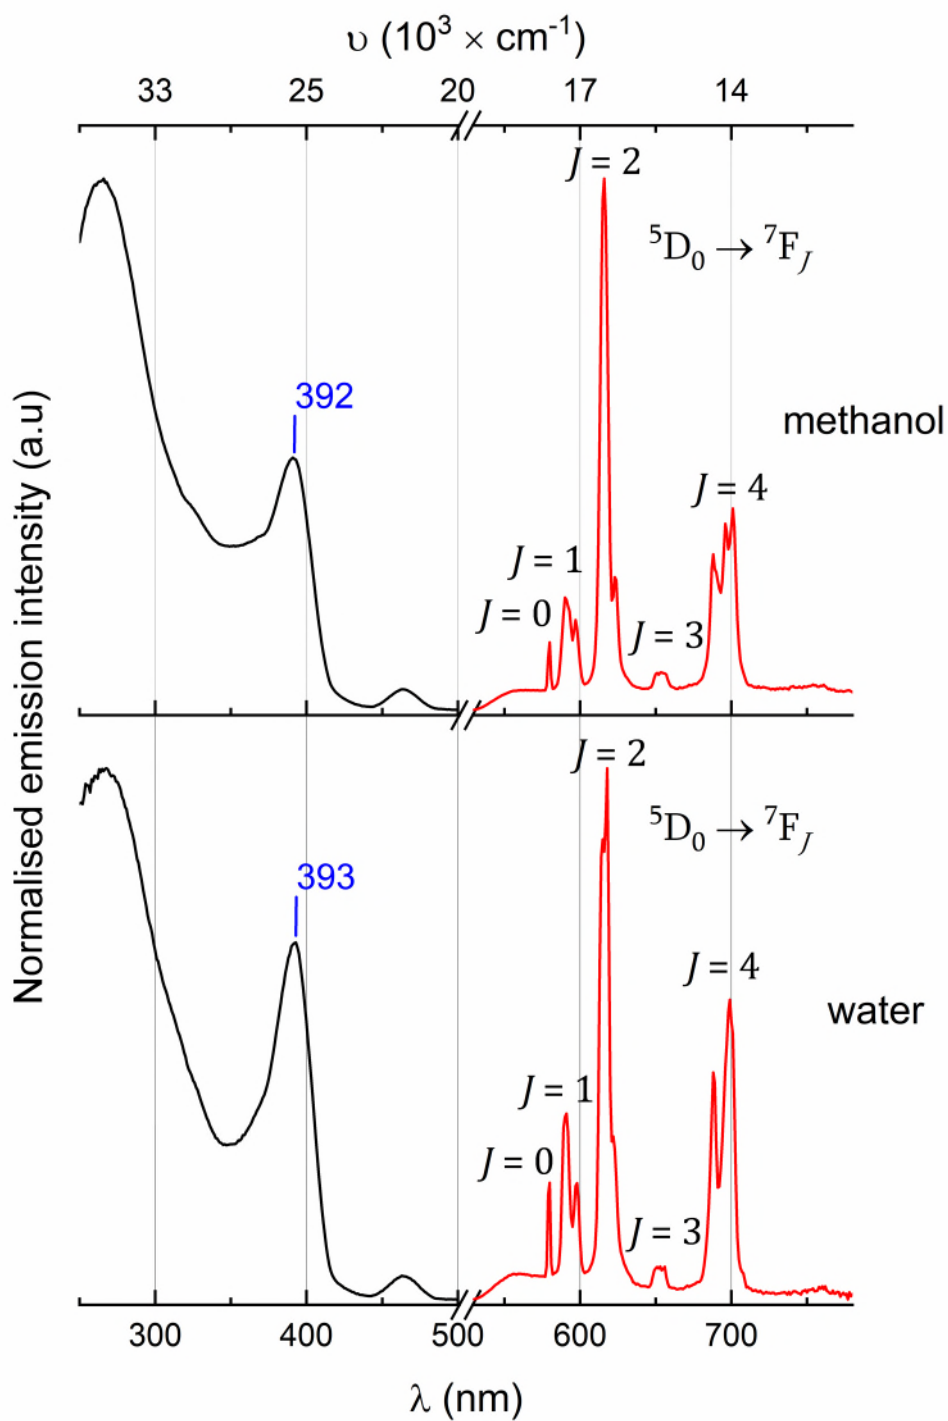 υ (10³ × cm⁻¹)
33 25 20 17 14
J = 2
⁵D₀ → ⁷F_J
392
methanol
J = 4
J = 1
J = 0
J = 3
Normalised emission intensity (a.u)
J = 2
⁵D₀ → ⁷F_J
393
J = 4
water
J = 1
J = 0
J = 3
300 400 500 600 700
λ (nm)